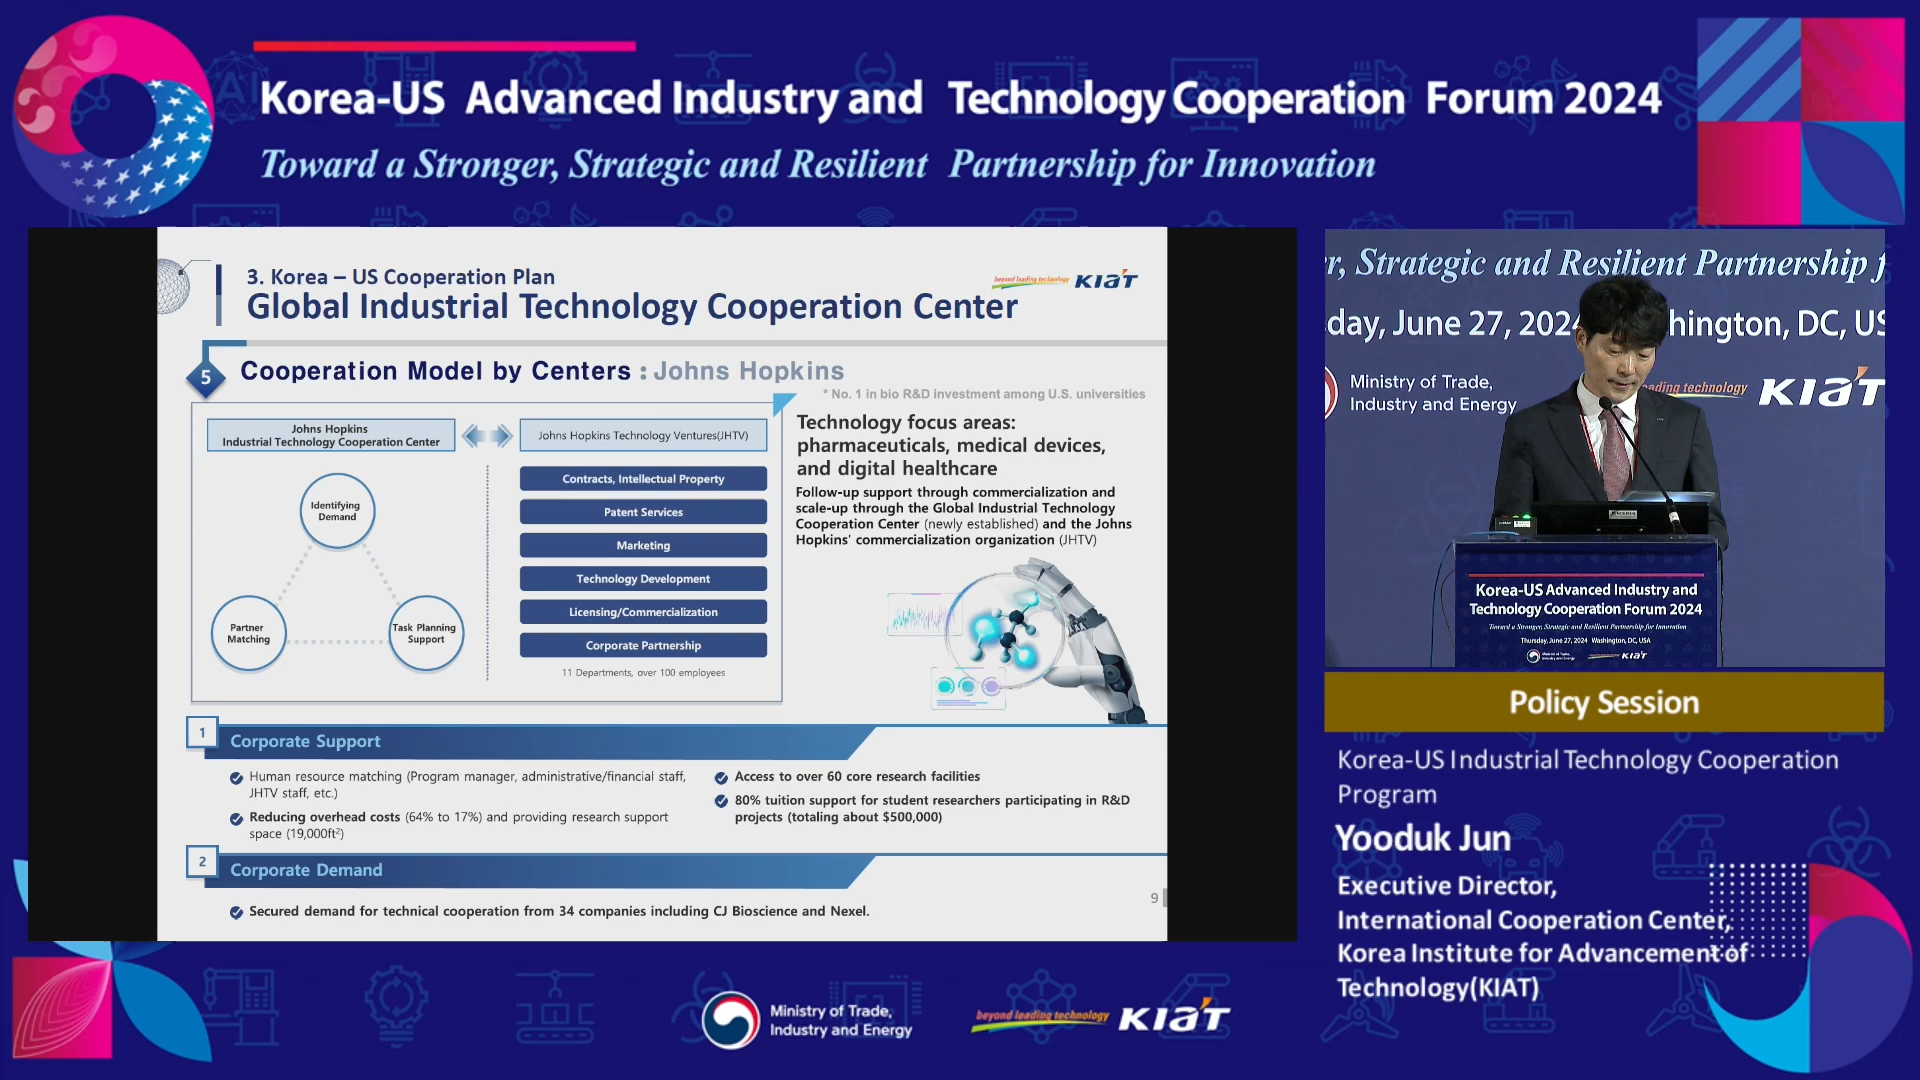 Korea-US Advanced Industry and Technology Cooperation Forum 2024
Toward a Stronger, Strategic and Resilient Partnership for Innovation
3. Korea – US Cooperation Plan
Global Industrial Technology Cooperation Center
beyond leading technology KIAT
5
Cooperation Model by Centers : Johns Hopkins
* No. 1 in bio R&D investment among U.S. universities
Johns Hopkins
Industrial Technology Cooperation Center
Johns Hopkins Technology Ventures(JHTV)
Identifying
Demand
Partner
Matching
Task Planning
Support
Contracts, Intellectual Property
Patent Services
Marketing
Technology Development
Licensing/Commercialization
Corporate Partnership
11 Departments, over 100 employees
Technology focus areas:
pharmaceuticals, medical devices,
and digital healthcare
Follow-up support through commercialization and
scale-up through the Global Industrial Technology
Cooperation Center (newly established) and the Johns
Hopkins' commercialization organization (JHTV)
1
Corporate Support
Human resource matching (Program manager, administrative/financial staff,
JHTV staff, etc.)
Reducing overhead costs (64% to 17%) and providing research support
space (19,000ft²)
Access to over 60 core research facilities
80% tuition support for student researchers participating in R&D
projects (totaling about $500,000)
2
Corporate Demand
Secured demand for technical cooperation from 34 companies including CJ Bioscience and Nexel.
9
r, Strategic and Resilient Partnership f
day, June 27, 2024 hington, DC, US
Ministry of Trade,
Industry and Energy
eading technology KIAT
Korea-US Advanced Industry and
Technology Cooperation Forum 2024
Toward a Stronger, Strategic and Resilient Partnership for Innovation
Thursday, June 27, 2024 Washington, DC, USA
KIAT
Policy Session
Korea-US Industrial Technology Cooperation
Program
Yooduk Jun
Executive Director,
International Cooperation Center,
Korea Institute for Advancement of
Technology(KIAT)
Ministry of Trade,
Industry and Energy
beyond leading technology KIAT